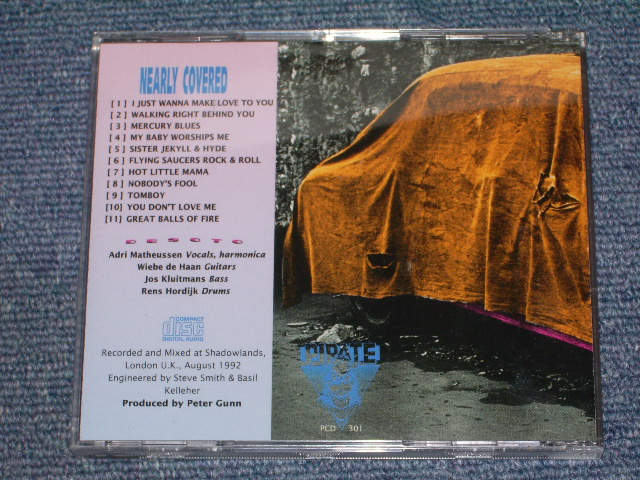 NEARLY COVERED
[1] I JUST WANNA MAKE LOVE TO YOU
[2] WALKING RIGHT BEHIND YOU
[3] MERCURY BLUES
[4] MY BABY WORSHIPS ME
[5] SISTER JEKYLL & HYDE
[6] FLYING SAUCERS ROCK & ROLL
[7] HOT LITTLE MAMA
[8] NOBODY'S FOOL
[9] TOMBOY
[10] YOU DON'T LOVE ME
[11] GREAT BALLS OF FIRE
DESOTO
Adri Matheussen Vocals, harmonica
Wiebe de Haan Guitars
Jos Kluitmans Bass
Rens Hordijk Drums
COMPACT
disc
DIGITAL AUDIO
Recorded and Mixed at Shadowlands,
London U.K., August 1992
Engineered by Steve Smith & Basil
Kelleher
Produced by Peter Gunn
PIRATE
PCD 301